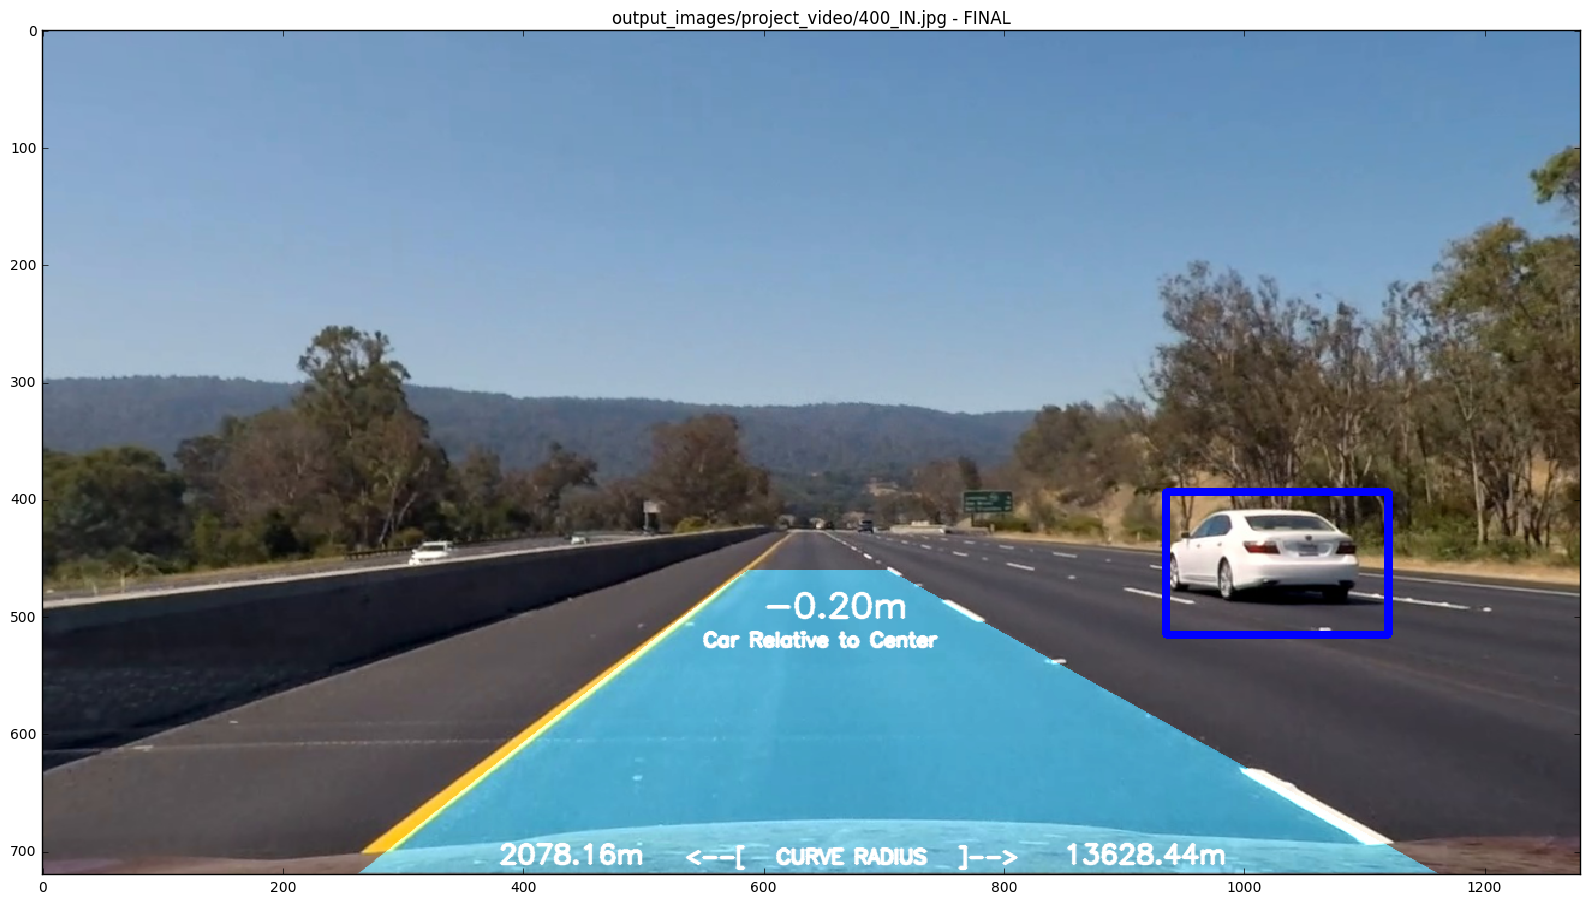 output_images/project_video/400_IN.jpg - FINAL
0
100
200
300
400
500
600
700
-0.20m
Car Relative to Center
2078.16m <--[ CURVE RADIUS ]--> 13628.44m
0 200 400 600 800 1000 1200